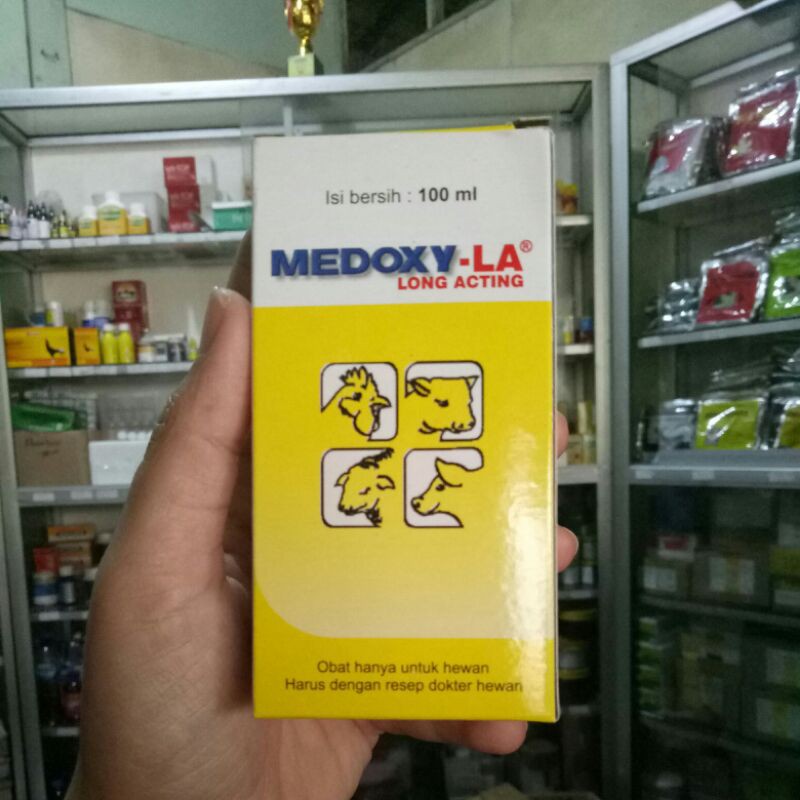 Isi bersih : 100 ml
MEDOXY-LA®
LONG ACTING
Obat hanya untuk hewan
Harus dengan resep dokter hewan